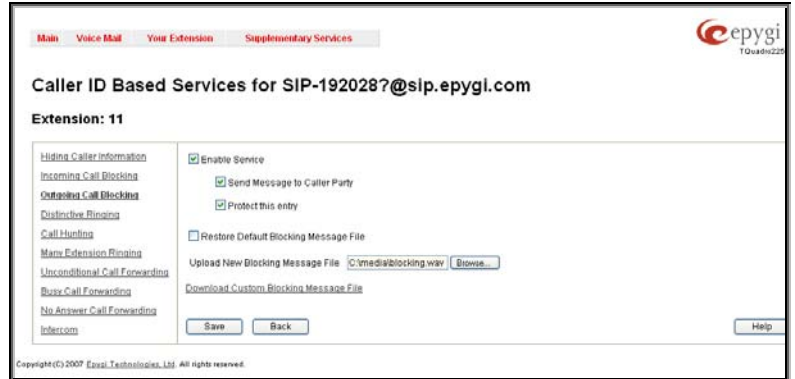 Main Voice Mail Your Extension Supplementary Services
epygi
TQuadro225
Caller ID Based Services for SIP-192028?@sip.epygi.com
Extension: 11
Hiding Caller Information
Incoming Call Blocking
Outgoing Call Blocking
Distinctive Ringing
Call Hunting
Many Extension Ringing
Unconditional Call Forwarding
Busy Call Forwarding
No Answer Call Forwarding
Intercom
Enable Service
Send Message to Caller Party
Protect this entry
Restore Default Blocking Message File
Upload New Blocking Message File C:\media\blocking.wav Browse...
Download Custom Blocking Message File
Save Back Help
Copyright (C) 2007 Epygi Technologies, Ltd. All rights reserved.